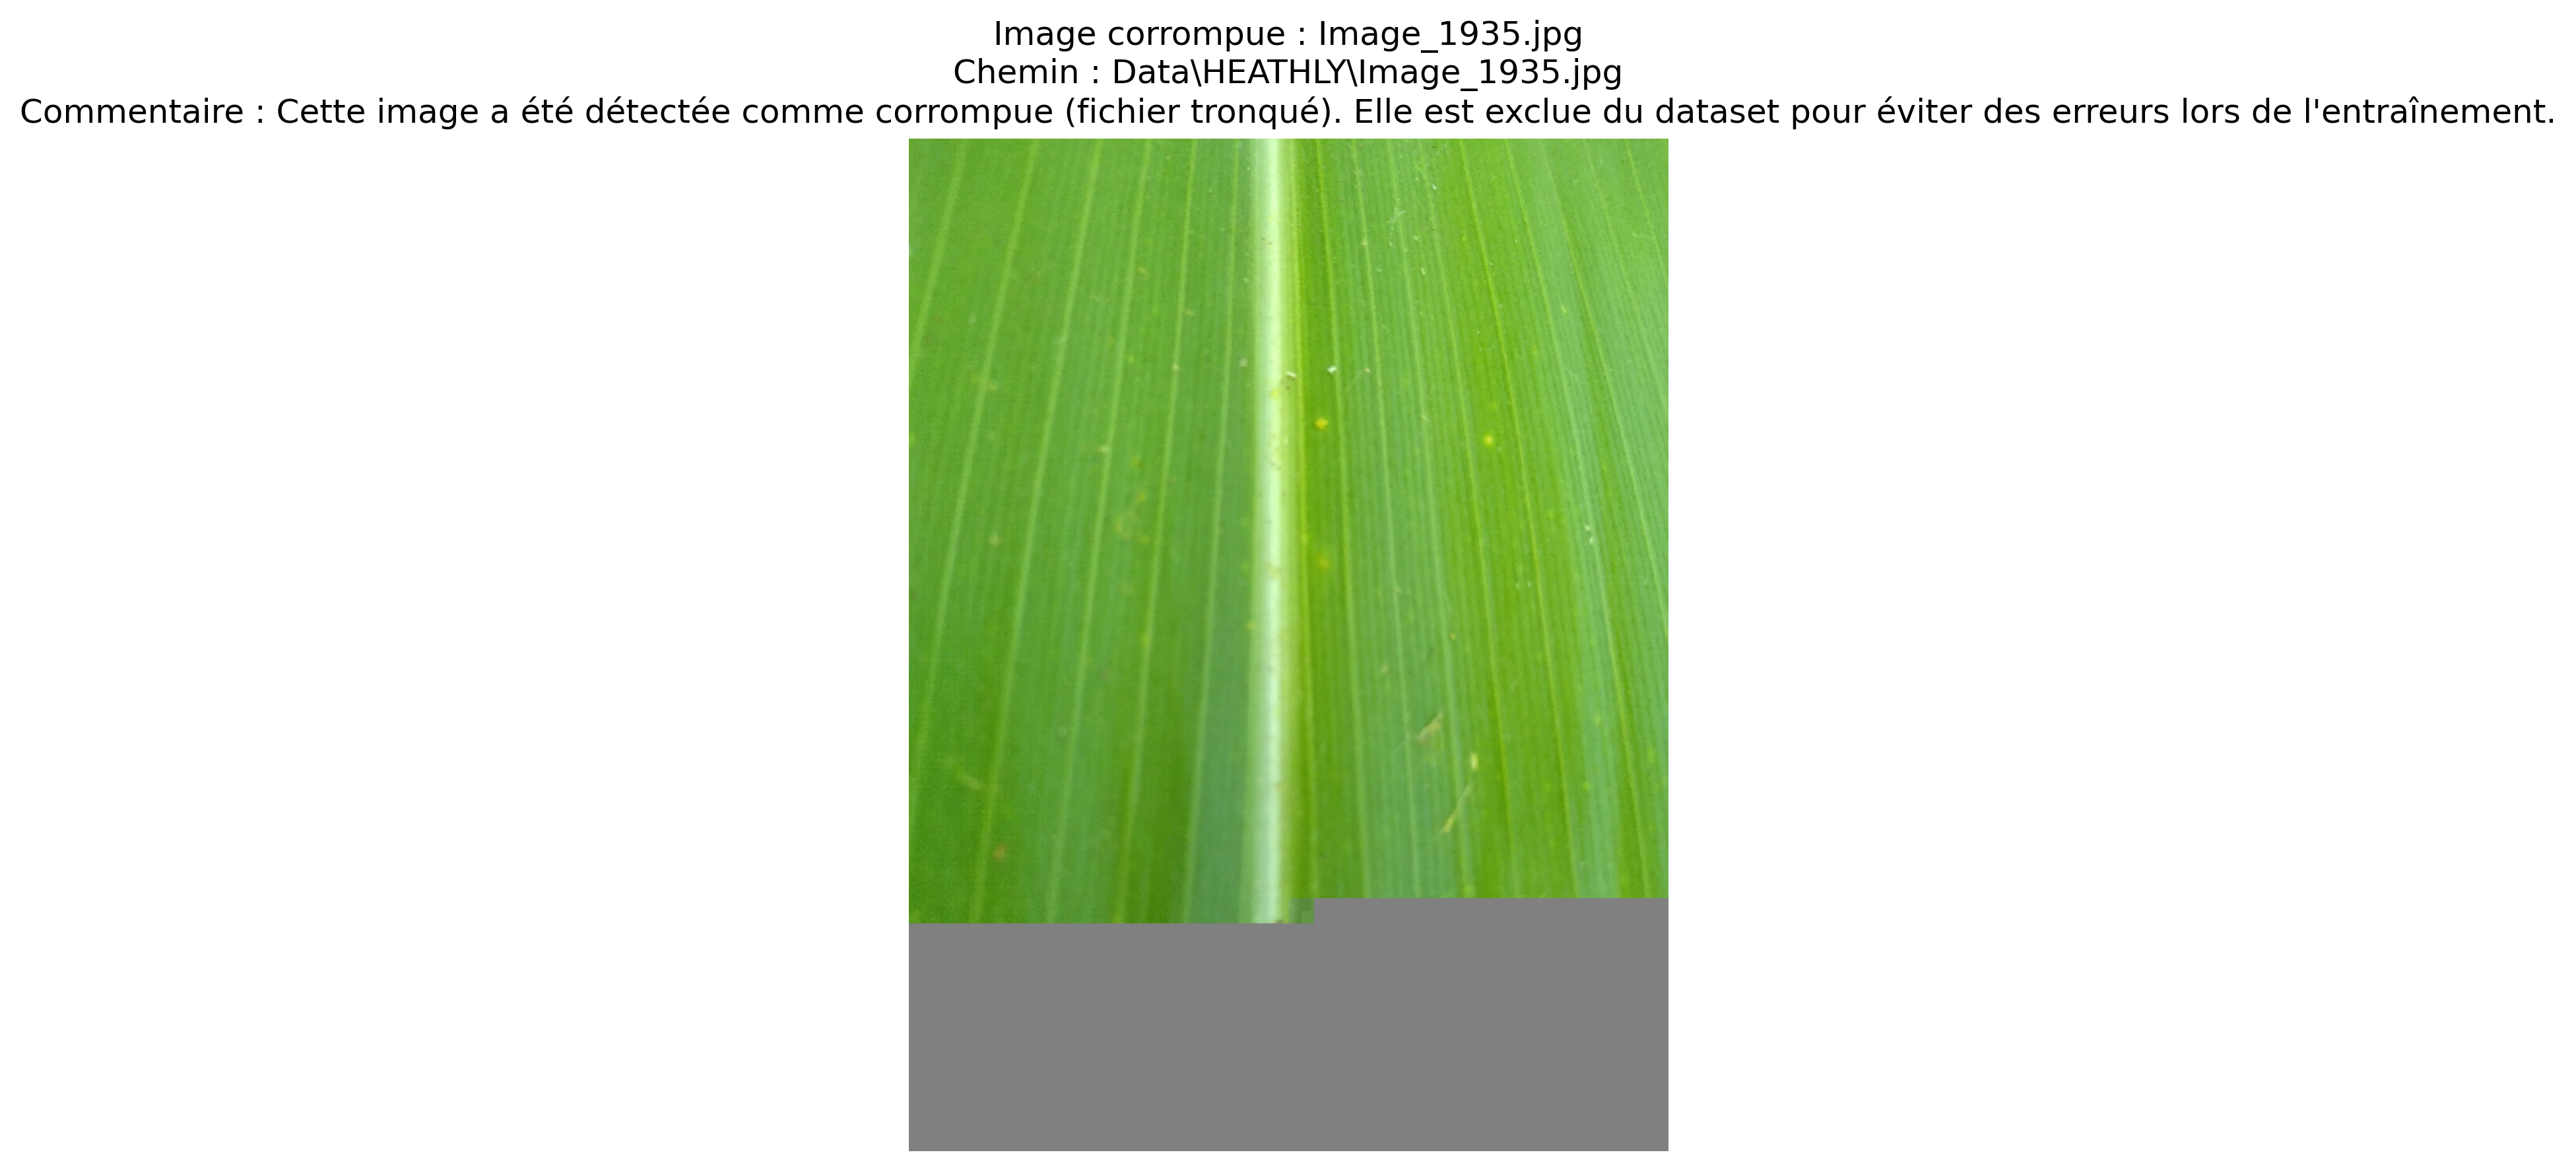 Image corrompue : Image_1935.jpg
Chemin : Data\HEATHLY\Image_1935.jpg
Commentaire : Cette image a été détectée comme corrompue (fichier tronqué). Elle est exclue du dataset pour éviter des erreurs lors de l'entraînement.